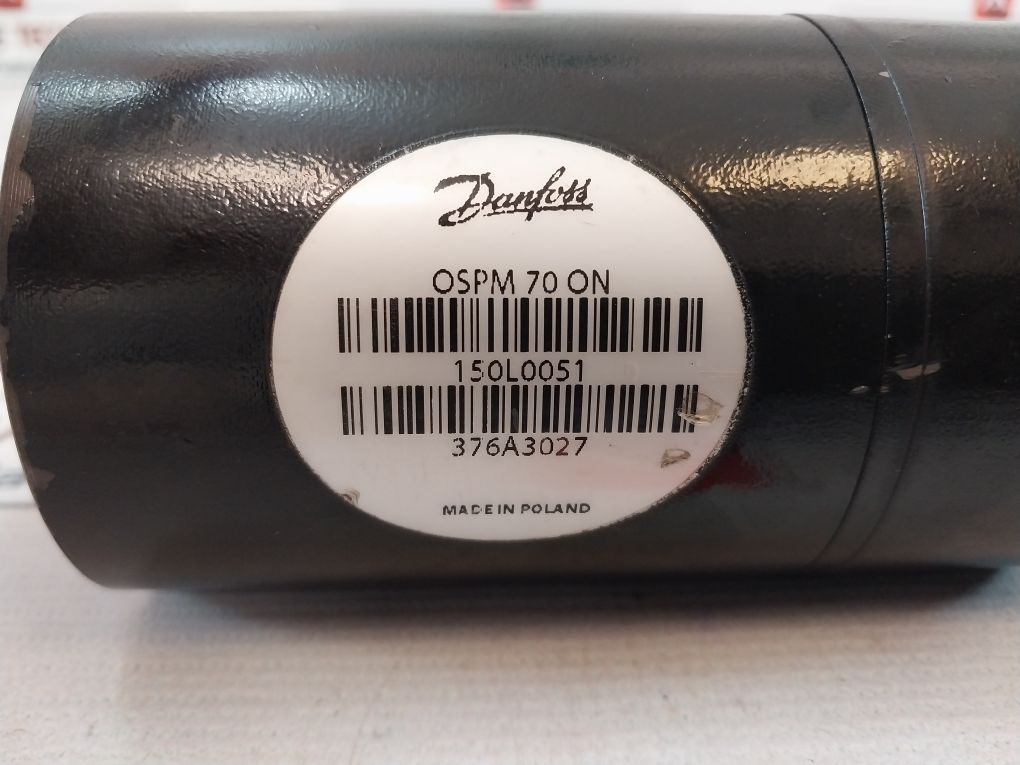 Danfoss
OSPM 70 ON
150L0051
376A3027
MADE IN POLAND